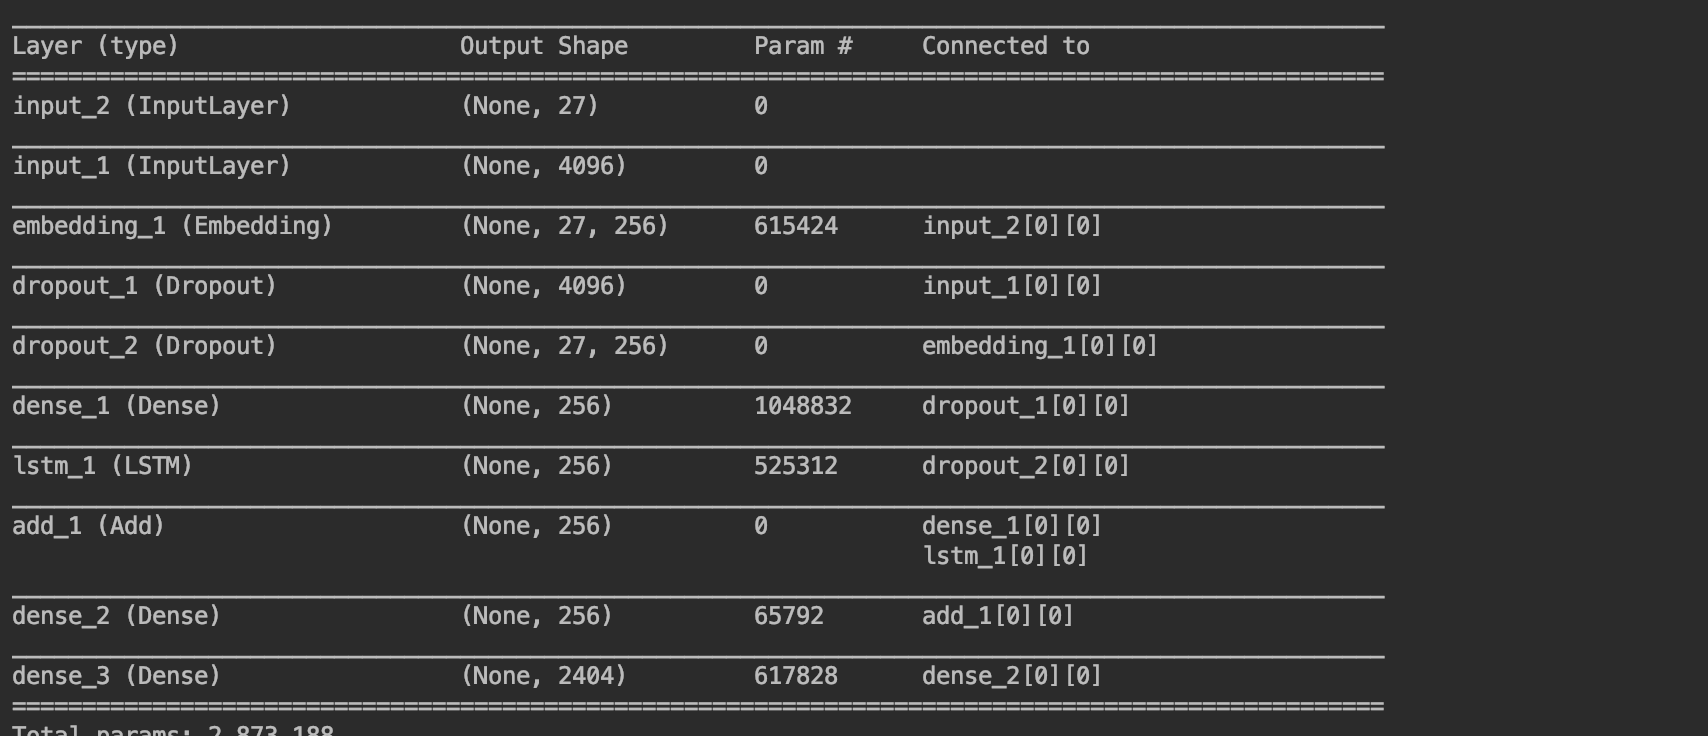 Layer (type) Output Shape Param # Connected to
input_2 (InputLayer) (None, 27) 0
input_1 (InputLayer) (None, 4096) 0
embedding_1 (Embedding) (None, 27, 256) 615424 input_2[0][0]
dropout_1 (Dropout) (None, 4096) 0 input_1[0][0]
dropout_2 (Dropout) (None, 27, 256) 0 embedding_1[0][0]
dense_1 (Dense) (None, 256) 1048832 dropout_1[0][0]
lstm_1 (LSTM) (None, 256) 525312 dropout_2[0][0]
add_1 (Add) (None, 256) 0 dense_1[0][0]
lstm_1[0][0]
dense_2 (Dense) (None, 256) 65792 add_1[0][0]
dense_3 (Dense) (None, 2404) 617828 dense_2[0][0]
Total params: 2,873,188